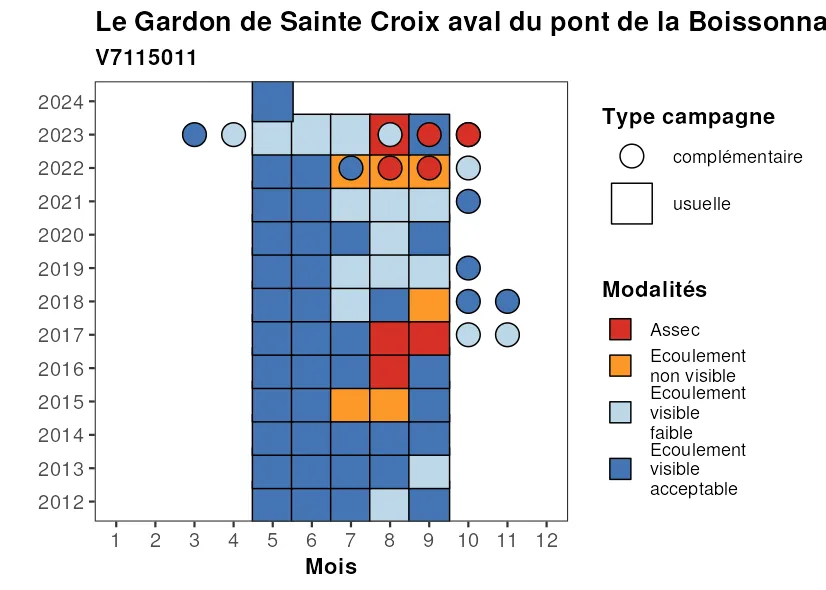 Le Gardon de Sainte Croix aval du pont de la Boissonna
V7115011
2024
2023
2022
2021
2020
2019
2018
2017
2016
2015
2014
2013
2012
1 2 3 4 5 6 7 8 9 10 11 12
Mois
Type campagne
complémentaire
usuelle
Modalités
Assec
Ecoulement
non visible
Ecoulement
visible
faible
Ecoulement
visible
acceptable